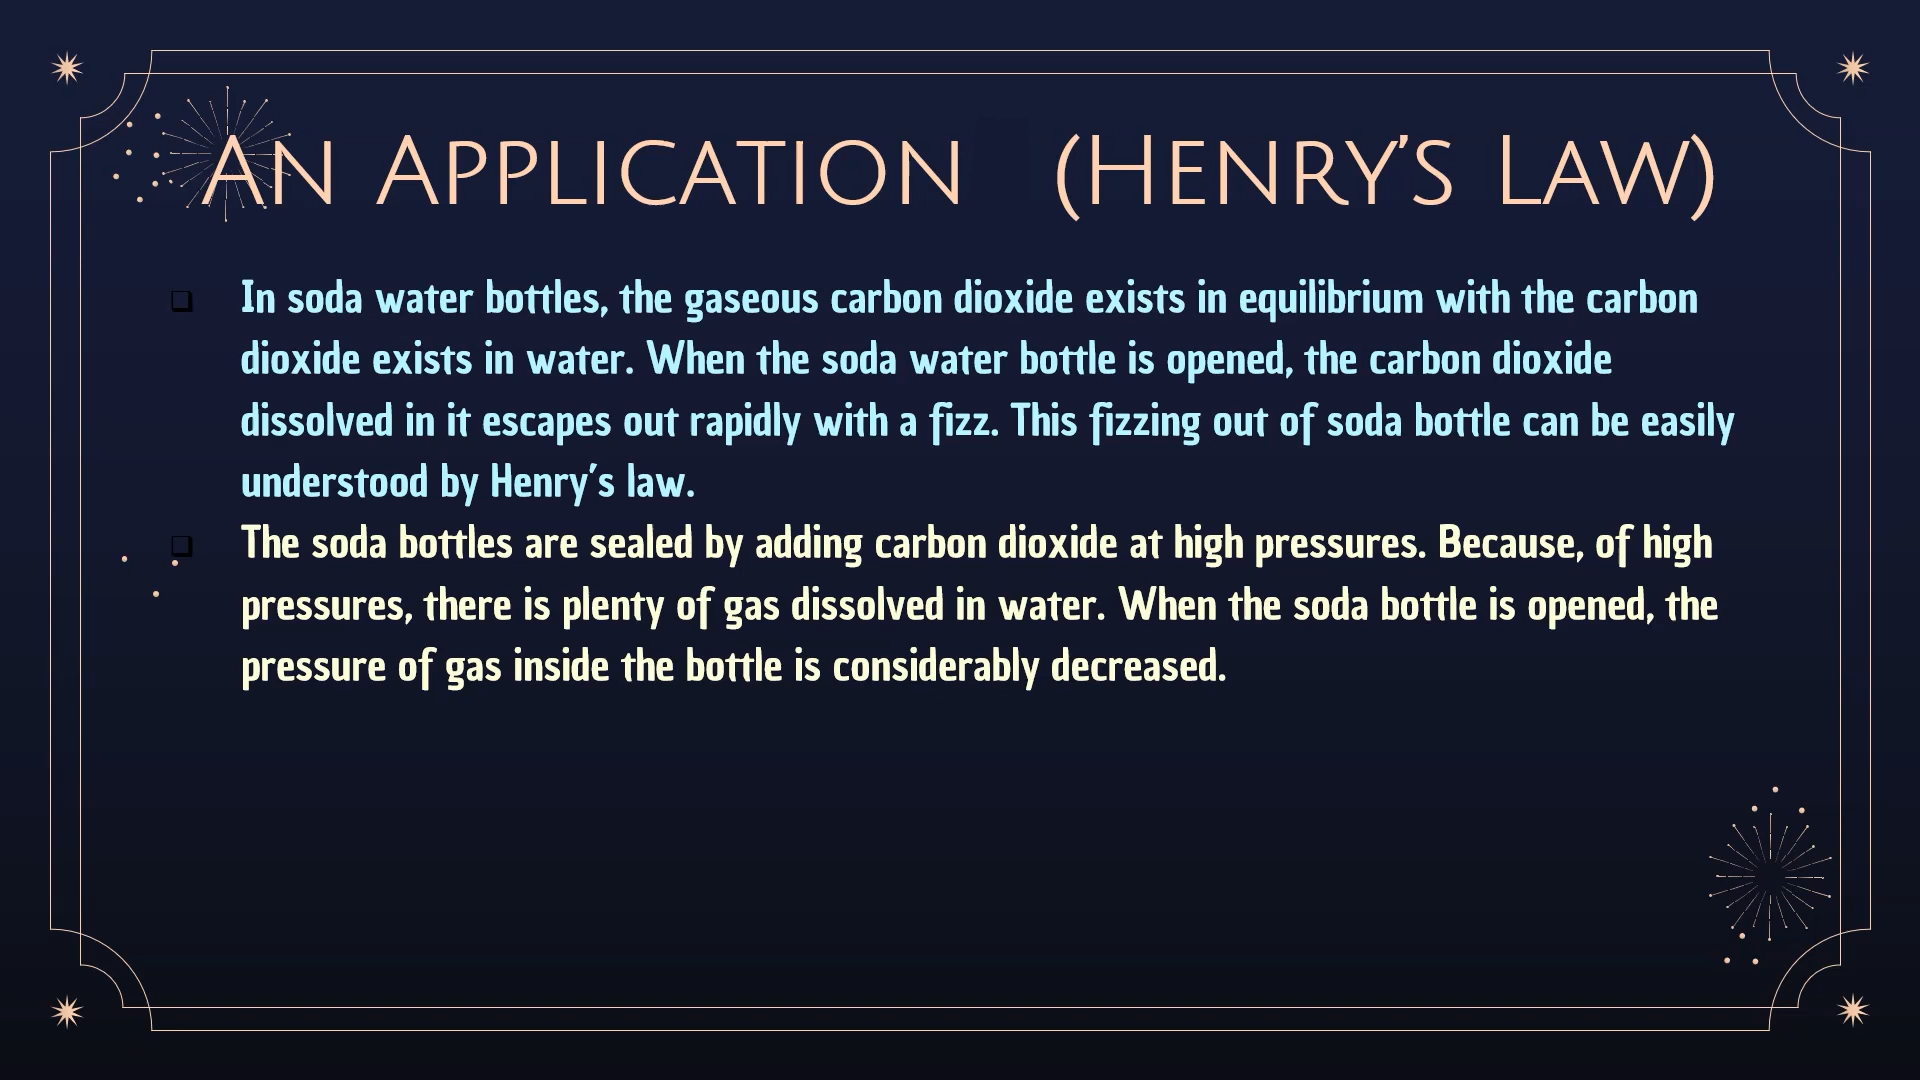 An Application (Henry's Law)
In soda water bottles, the gaseous carbon dioxide exists in equilibrium with the carbon
dioxide exists in water. When the soda water bottle is opened, the carbon dioxide
dissolved in it escapes out rapidly with a fizz. This fizzing out of soda bottle can be easily
understood by Henry's law.
The soda bottles are sealed by adding carbon dioxide at high pressures. Because, of high
pressures, there is plenty of gas dissolved in water. When the soda bottle is opened, the
pressure of gas inside the bottle is considerably decreased.